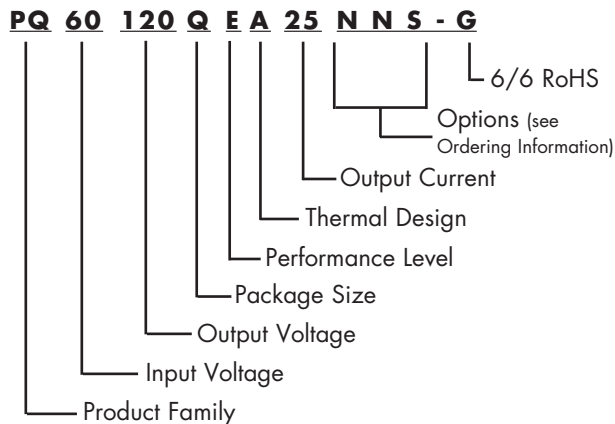 PQ 60 120 Q E A 25 N N S - G
6/6 RoHS
Options (see
Ordering Information)
Output Current
Thermal Design
Performance Level
Package Size
Output Voltage
Input Voltage
Product Family